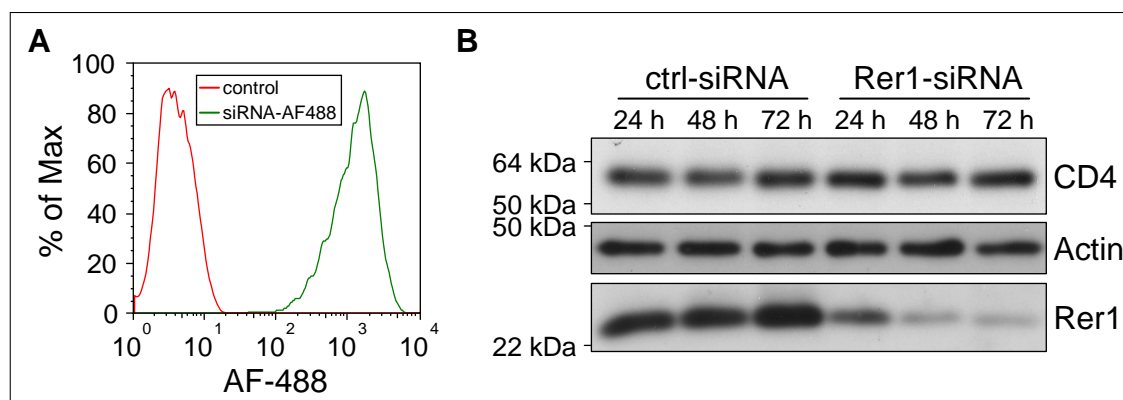 A
% of Max
100
80
60
40
20
0
control
siRNA-AF488
10^0 10^1 10^2 10^3 10^4
AF-488
B
ctrl-siRNA Rer1-siRNA
24 h 48 h 72 h 24 h 48 h 72 h
64 kDa
CD4
50 kDa
50 kDa
Actin
Rer1
22 kDa